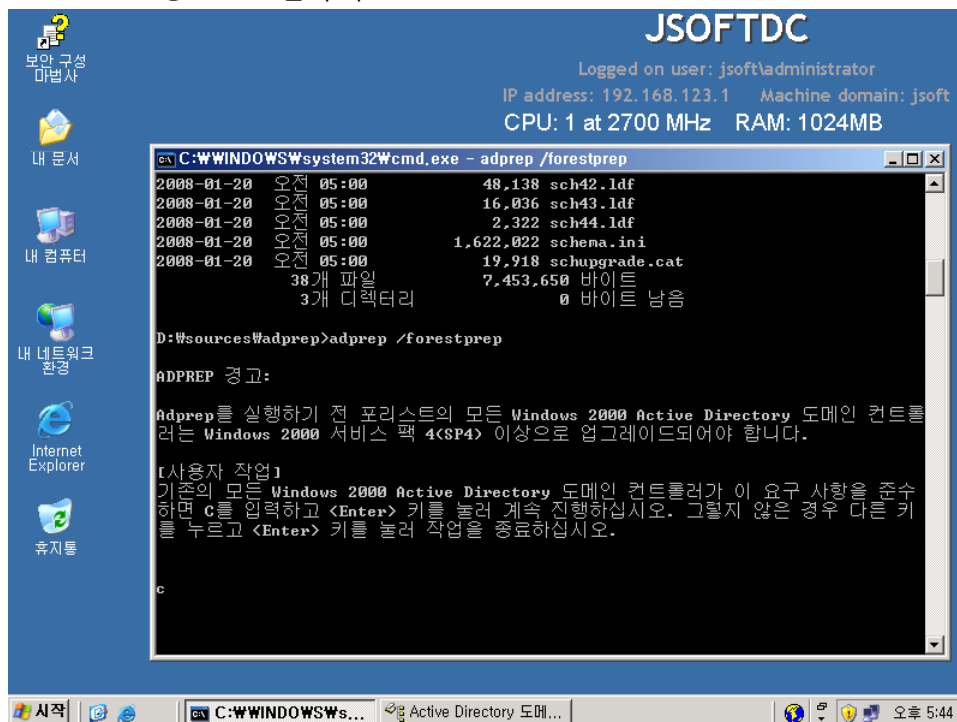 JSOFTDC
Logged on user: jsoft\administrator
IP address: 192.168.123.1 Machine domain: jsoft
CPU: 1 at 2700 MHz RAM: 1024MB
보안 구성
마법사
내 문서
내 컴퓨터
내 네트워크
환경
Internet
Explorer
휴지통
C:₩WINDOWS₩system32₩cmd.exe - adprep /forestprep
2008-01-20 오전 05:00 48,138 sch42.ldf
2008-01-20 오전 05:00 16,036 sch43.ldf
2008-01-20 오전 05:00 2,322 sch44.ldf
2008-01-20 오전 05:00 1,622,022 schema.ini
2008-01-20 오전 05:00 19,918 schupgrade.cat
38개 파일 7,453,650 바이트
3개 디렉터리 0 바이트 남음
D:₩sources₩adprep>adprep /forestprep
ADPREP 경고:
Adprep를 실행하기 전 포리스트의 모든 Windows 2000 Active Directory 도메인 컨트롤
러는 Windows 2000 서비스 팩 4(SP4) 이상으로 업그레이드되어야 합니다.
[사용자 작업]
기존의 모든 Windows 2000 Active Directory 도메인 컨트롤러가 이 요구 사항을 준수
하면 C를 입력하고 <Enter> 키를 눌러 계속 진행하십시오. 그렇지 않은 경우 다른 키
를 누르고 <Enter> 키를 눌러 작업을 종료하십시오.
c
시작
C:₩WINDOWS₩s...
Active Directory 도메...
오후 5:44